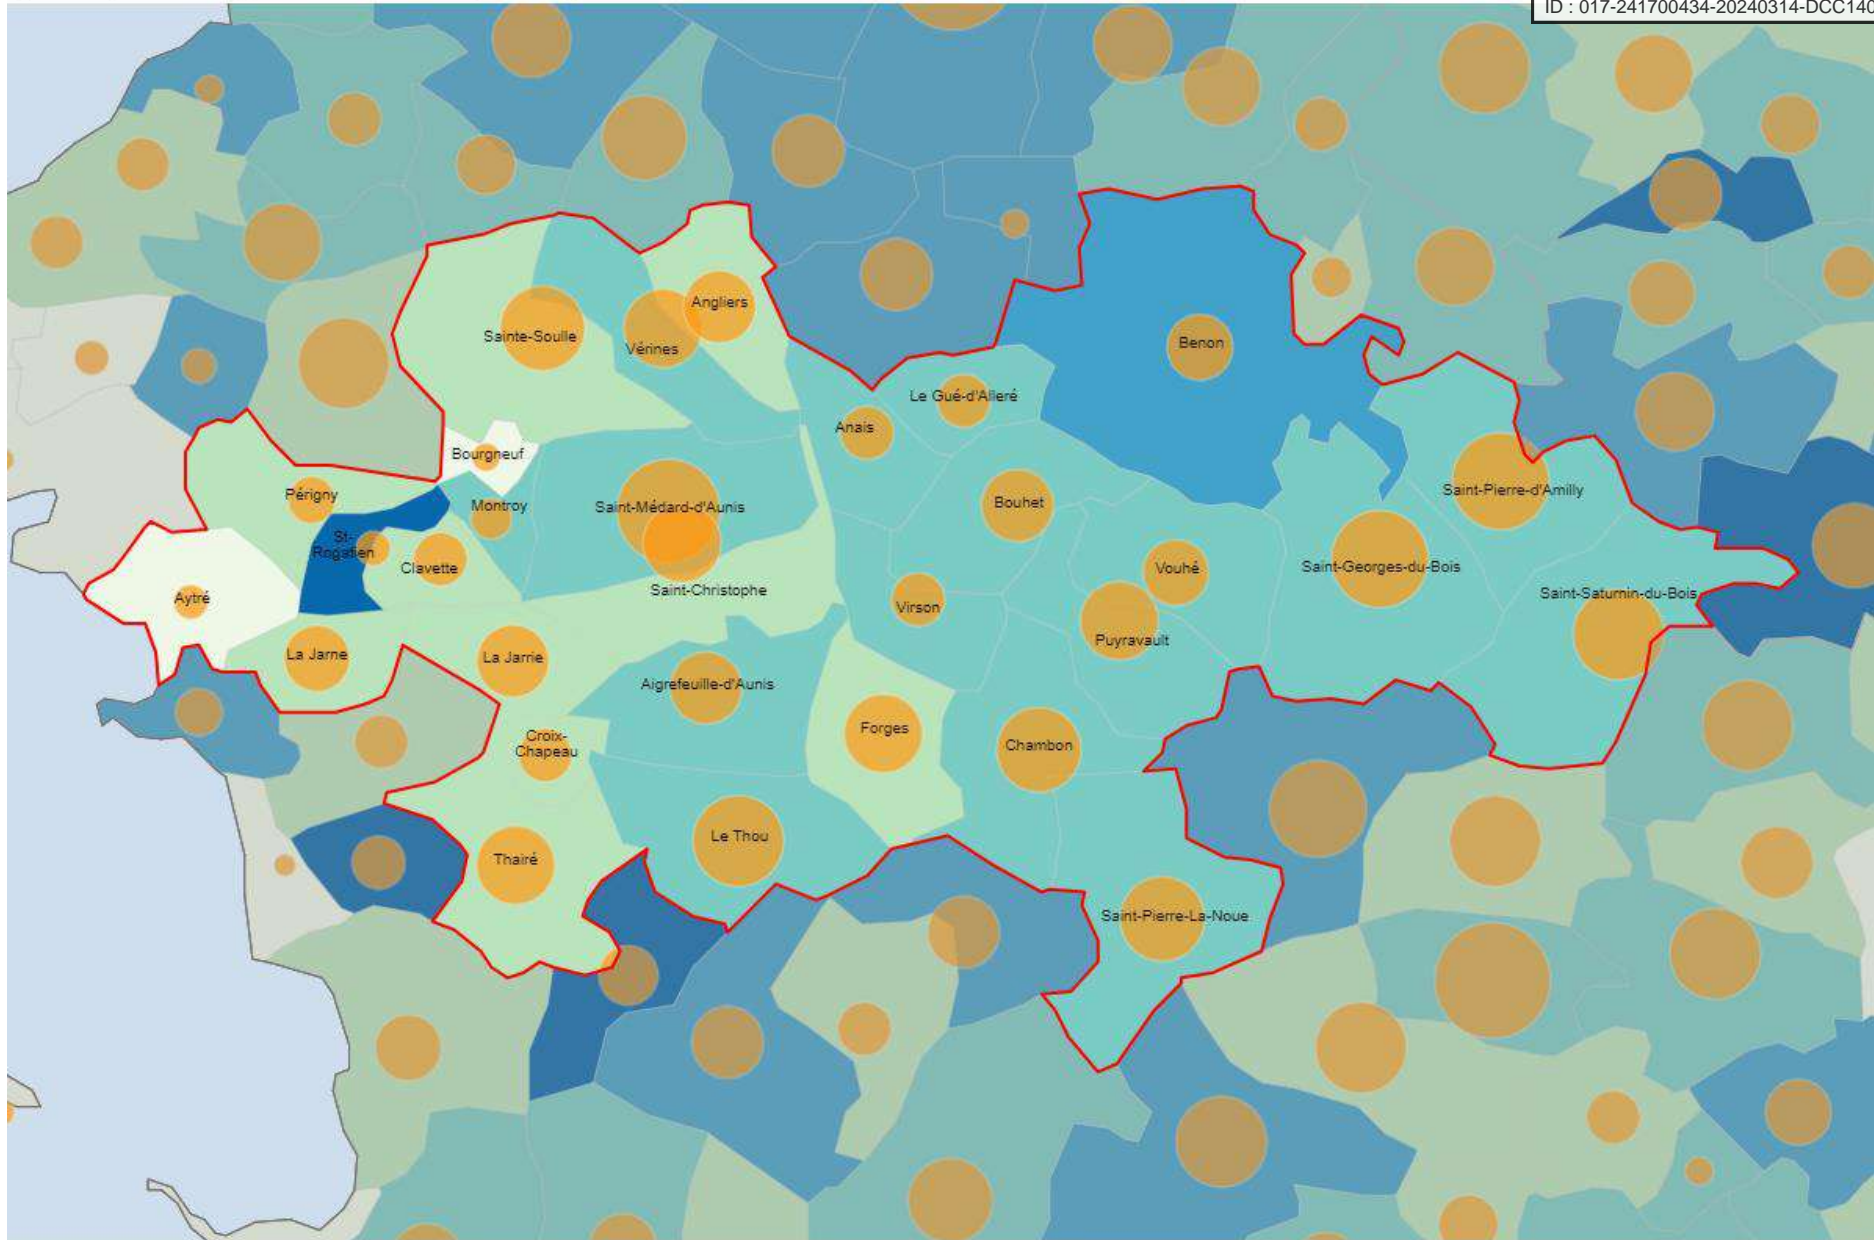 ID : 017-241700434-20240314-DCC140
Angliers
Sainte-Soulle
Vérines
Benon
Le Gué-d'Alleré
Anais
Bourgneuf
Périgny
Montroy
Saint-Médard-d'Aunis
Bouhet
Saint-Pierre-d'Amilly
St-
Rogatien
Clavette
Vouhé
Saint-Georges-du-Bois
Saint-Christophe
Saint-Saturnin-du-Bois
Aytré
Virson
Puyravault
La Jarne
La Jarrie
Aigrefeuille-d'Aunis
Forges
Croix-
Chapeau
Chambon
Le Thou
Thairé
Saint-Pierre-La-Noue